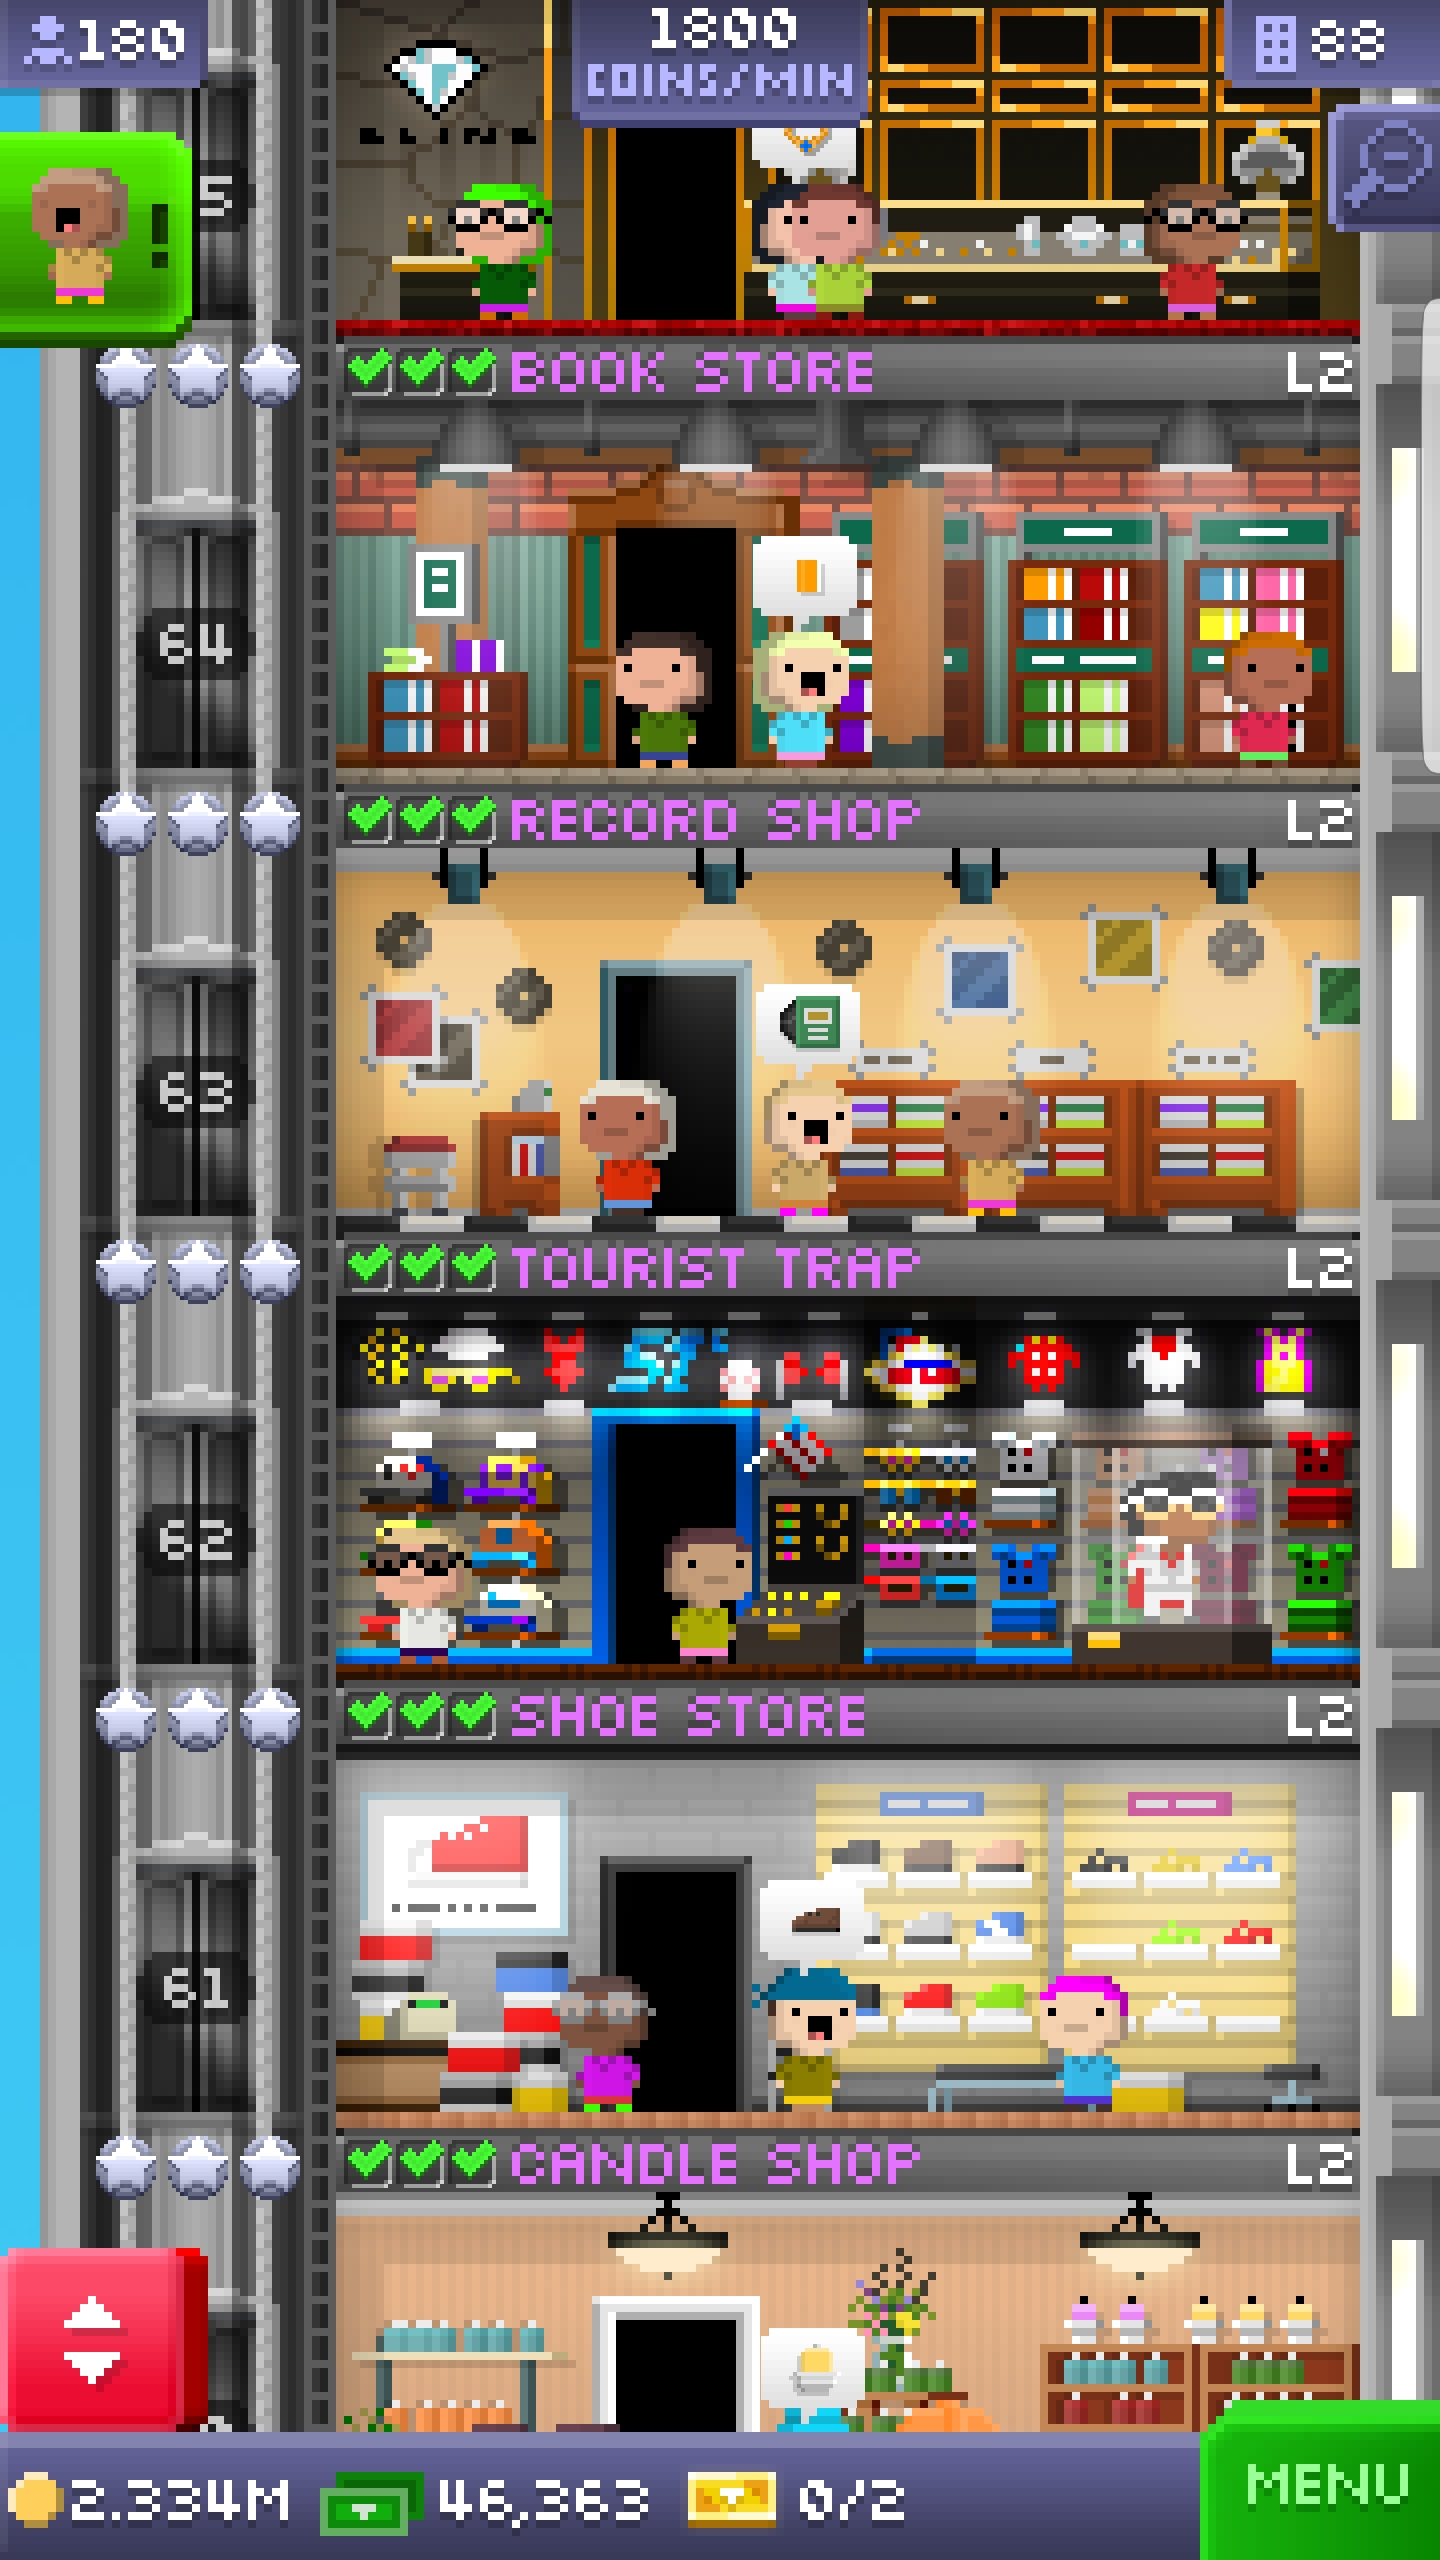 180
1800
COINS/MIN
88
!
BOOK STORE L2
64
RECORD SHOP L2
63
TOURIST TRAP L2
62
SHOE STORE L2
61
CANDLE SHOP L2
2.334M 46,363 0/2
MENU